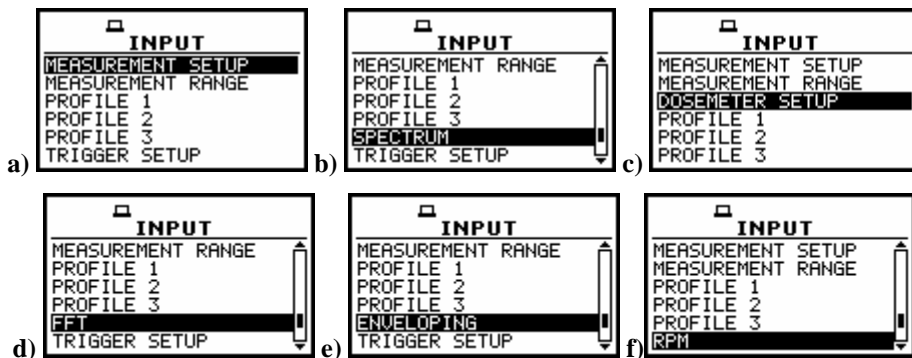 INPUT
MEASUREMENT SETUP
MEASUREMENT RANGE
PROFILE 1
PROFILE 2
PROFILE 3
TRIGGER SETUP
a)
INPUT
MEASUREMENT RANGE
PROFILE 1
PROFILE 2
PROFILE 3
SPECTRUM
TRIGGER SETUP
b)
INPUT
MEASUREMENT SETUP
MEASUREMENT RANGE
DOSEMETER SETUP
PROFILE 1
PROFILE 2
PROFILE 3
c)
INPUT
MEASUREMENT RANGE
PROFILE 1
PROFILE 2
PROFILE 3
FFT
TRIGGER SETUP
d)
INPUT
MEASUREMENT RANGE
PROFILE 1
PROFILE 2
PROFILE 3
ENVELOPING
TRIGGER SETUP
e)
INPUT
MEASUREMENT SETUP
MEASUREMENT RANGE
PROFILE 1
PROFILE 2
PROFILE 3
RPM
f)